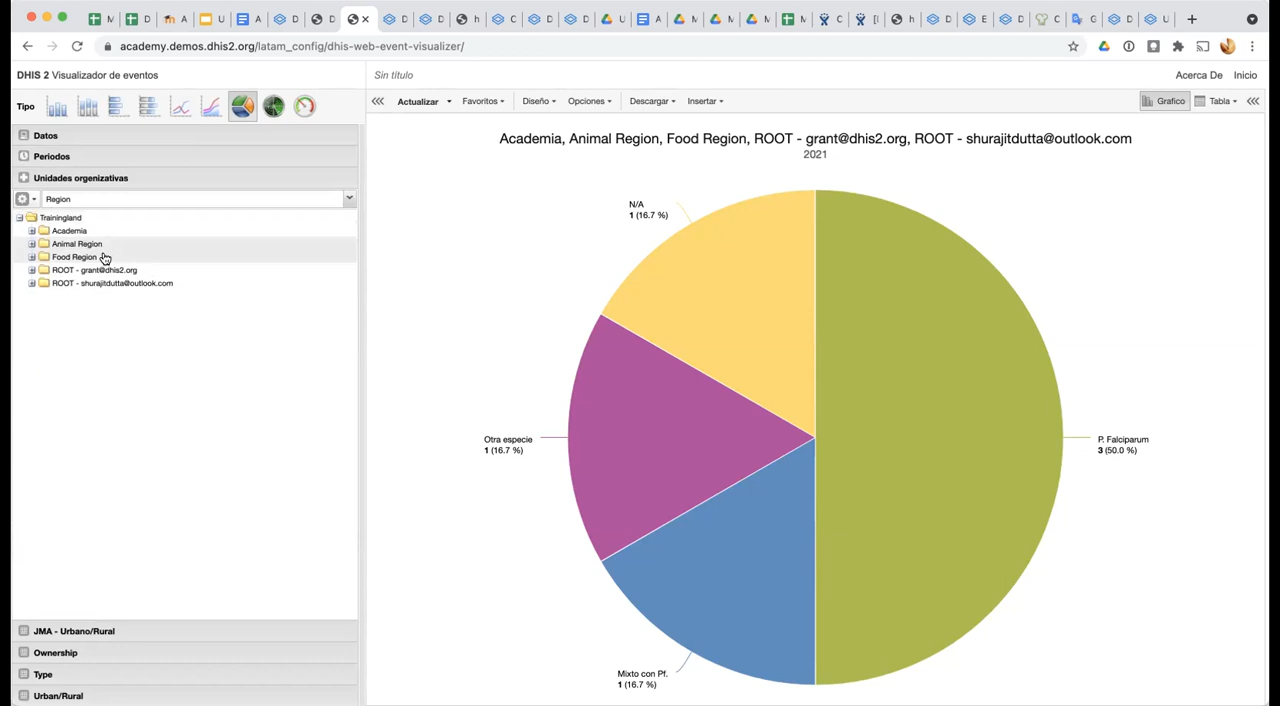 M
D
A
U
A
D
D
D
D
h
C
D
D
U
A
M
M
M
M
C
[
h
D
E
D
C
G
D
U
academy.demos.dhis2.org/latam_config/dhis-web-event-visualizer/
DHIS 2 Visualizador de eventos
Sin título
Acerca De Inicio
Tipo
Actualizar Favoritos Diseño Opciones Descargar Insertar
Grafico Tabla
Datos
Periodos
Unidades organizativas
Region
Trainingland
Academia
Animal Region
Food Region
ROOT - grant@dhis2.org
ROOT - shurajitdutta@outlook.com
JMA - Urbano/Rural
Ownership
Type
Urban/Rural
Academia, Animal Region, Food Region, ROOT - grant@dhis2.org, ROOT - shurajitdutta@outlook.com
2021
N/A
1 (16.7 %)
Otra especie
1 (16.7 %)
P. Falciparum
3 (50.0 %)
Mixto con Pf.
1 (16.7 %)